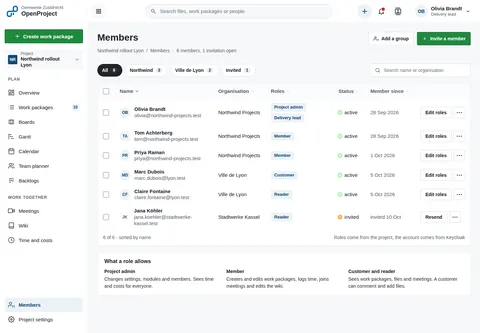 Gemeente Zuiddrecht
OpenProject
Search files, work packages or people
OB
Olivia Brandt
Delivery lead
Create work package
NR
Project
Northwind rollout
Lyon
PLAN
Overview
Work packages
Boards
Gantt
Calendar
Team planner
Backlogs
WORK TOGETHER
Meetings
Wiki
Time and costs
Members
Project settings
Members
Northwind rollout Lyon / Members · 6 members, 1 invitation open
Add a group
Invite a member
All 6
Northwind 3
Ville de Lyon 2
Invited 1
Search name or organisation
Name
Organisation
Roles
Status
Member since
OB
Olivia Brandt
olivia@northwind-projects.test
Northwind Projects
Project admin
Delivery lead
active
28 Sep 2026
Edit roles
TA
Tom Achterberg
tom@northwind-projects.test
Northwind Projects
Member
active
28 Sep 2026
Edit roles
PR
Priya Raman
priya@northwind-projects.test
Northwind Projects
Member
active
1 Oct 2026
Edit roles
MD
Marc Dubois
marc.dubois@lyon.test
Ville de Lyon
Customer
active
5 Oct 2026
Edit roles
CF
Claire Fontaine
claire.fontaine@lyon.test
Ville de Lyon
Reader
active
5 Oct 2026
Edit roles
JK
Jana Köhler
jana.koehler@stadtwerke-
kassel.test
Stadtwerke Kassel
Reader
invited
invited 10 Oct
Resend
6 of 6 · sorted by name
Roles come from the project, the account comes from Keycloak
What a role allows
Project admin
Changes settings, modules and members. Sees time
and costs for everyone.
Member
Creates and edits work packages, logs time, joins
meetings and edits the wiki.
Customer and reader
Sees work packages, files and meetings. A customer
can comment and add files.